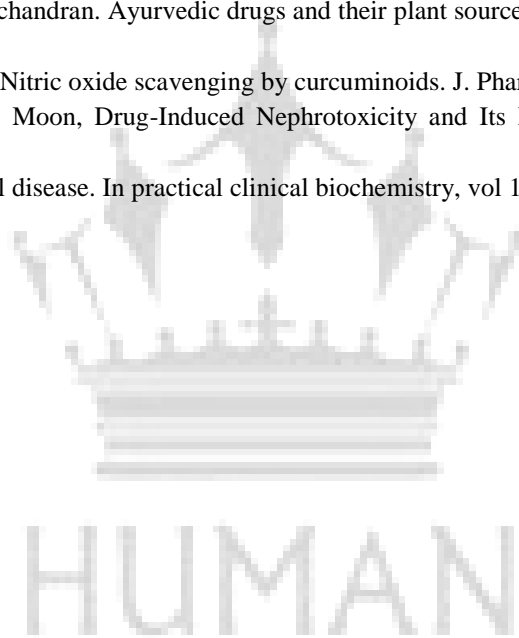 chandran. Ayurvedic drugs and their plant source
Nitric oxide scavenging by curcuminoids. J. Phar
Moon, Drug-Induced Nephrotoxicity and Its
l disease. In practical clinical biochemistry, vol 1
HUMAN